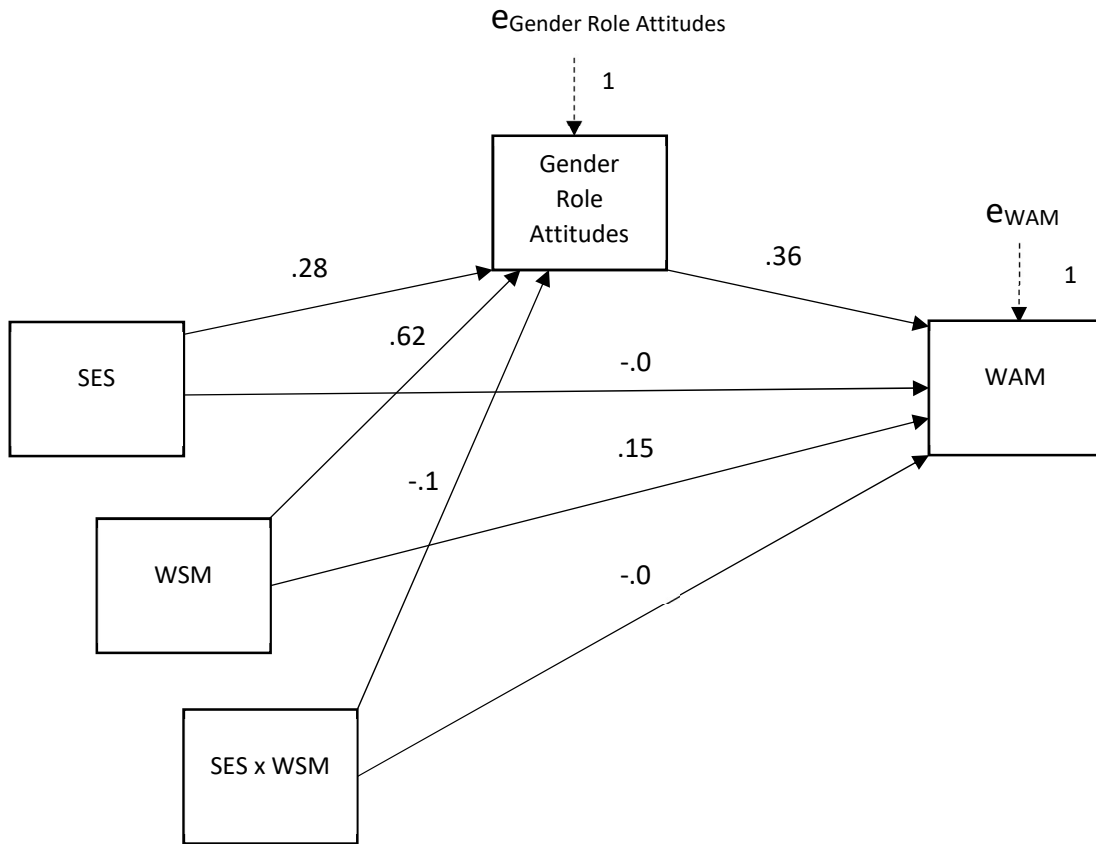 eGender Role Attitudes
1
Gender
Role
Attitudes
eWAM
1
.28
.36
.62
SES
-.0
WAM
.15
-.1
WSM
-.0
SES x WSM